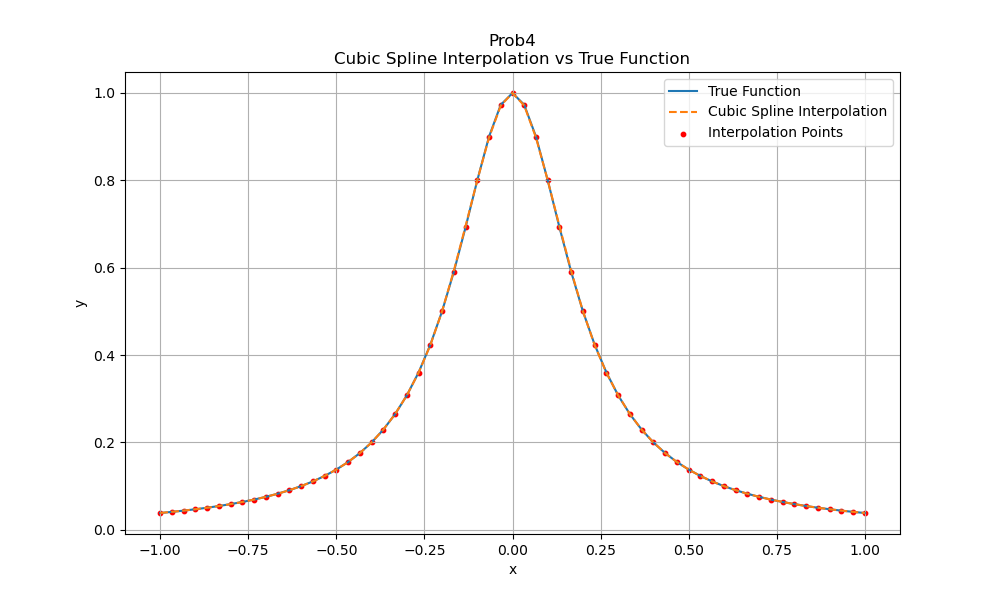 Prob4
Cubic Spline Interpolation vs True Function
True Function
Cubic Spline Interpolation
Interpolation Points
1.0
0.8
0.6
0.4
0.2
0.0
y
−1.00 −0.75 −0.50 −0.25 0.00 0.25 0.50 0.75 1.00
x